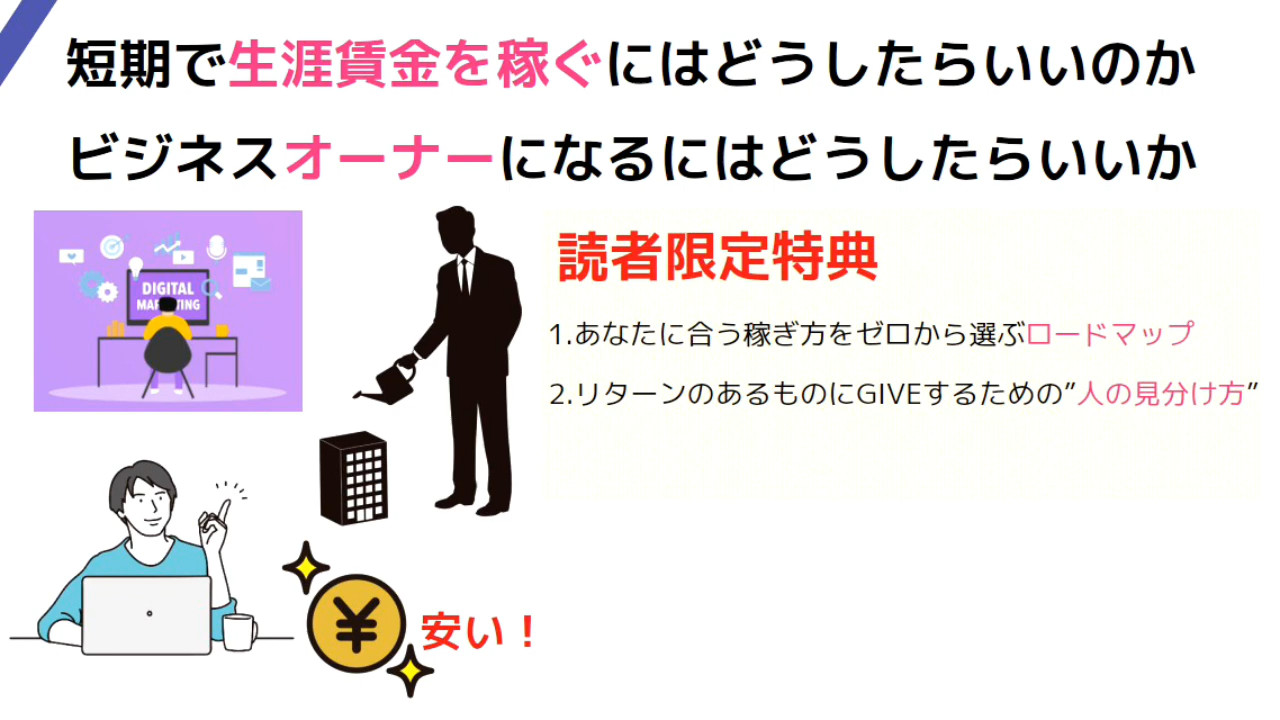 短期で生涯賃金を稼ぐにはどうしたらいいのか
ビジネスオーナーになるにはどうしたらいいか
DIGITAL
MARKETING
読者限定特典
1.あなたに合う稼ぎ方をゼロから選ぶロードマップ
2.リターンのあるものにGIVEするための”人の見分け方”
¥
安い！